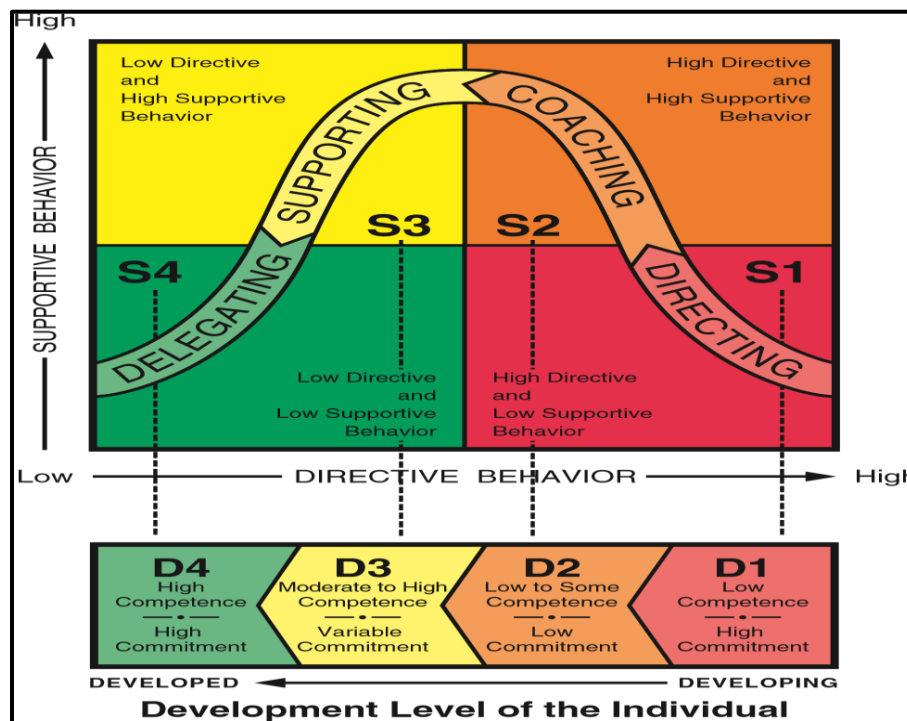 High
Low Directive
and
High Supportive
Behavior
High Directive
and
High Supportive
Behavior
SUPPORTING
COACHING
SUPPORTIVE BEHAVIOR
S3
S2
S4
S1
DELEGATING
DIRECTING
Low Directive
and
Low Supportive
Behavior
High Directive
and
Low Supportive
Behavior
Low
DIRECTIVE BEHAVIOR
High
D4
High
Competence
High
Commitment
D3
Moderate to High
Competence
Variable
Commitment
D2
Low to Some
Competence
Low
Commitment
D1
Low
Competence
High
Commitment
DEVELOPED
DEVELOPING
Development Level of the Individual